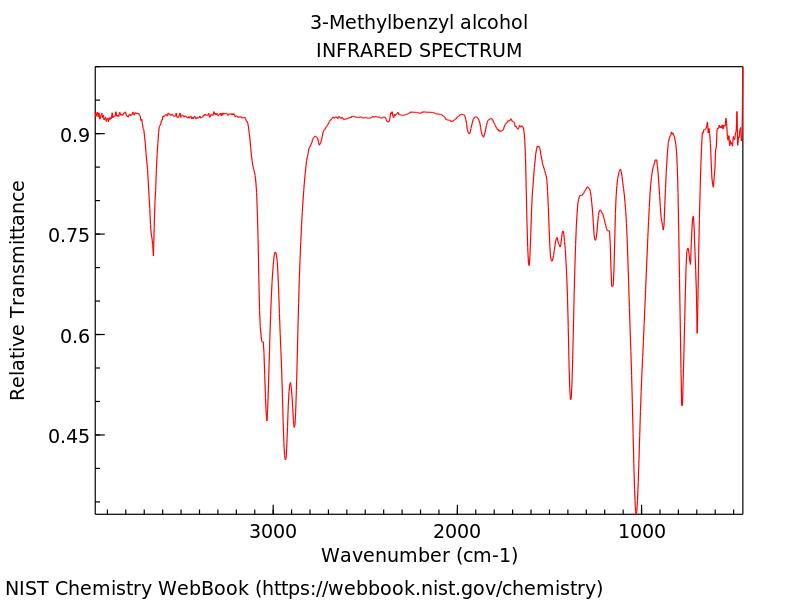 3-Methylbenzyl alcohol
INFRARED SPECTRUM
Relative Transmittance
0.9
0.75
0.6
0.45
3000 2000 1000
Wavenumber (cm-1)
NIST Chemistry WebBook (https://webbook.nist.gov/chemistry)